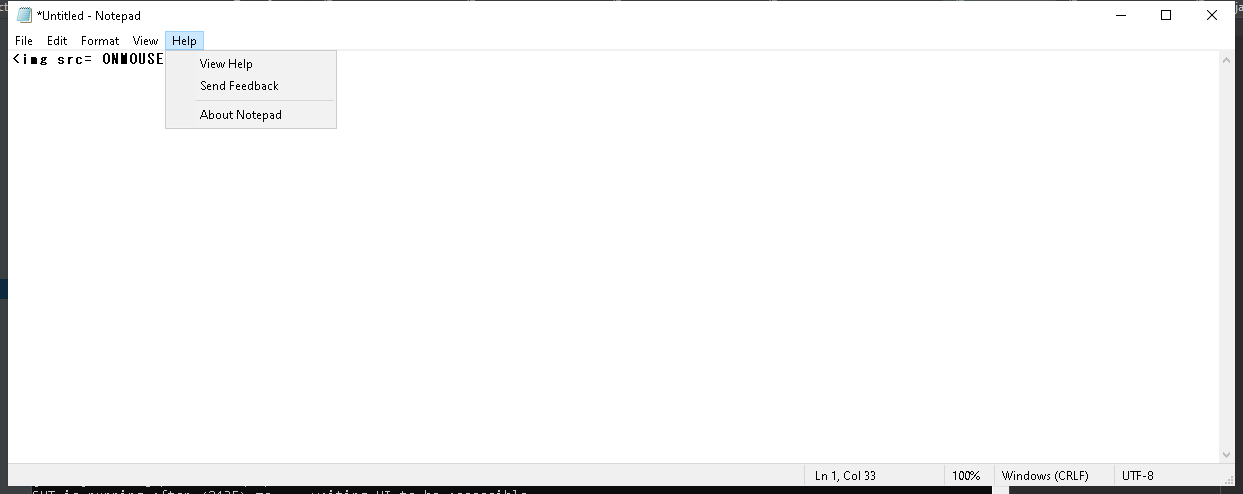 *Untitled - Notepad
File Edit Format View Help
<img src= ONMOUSE
View Help
Send Feedback
About Notepad
Ln 1, Col 33 100% Windows (CRLF) UTF-8